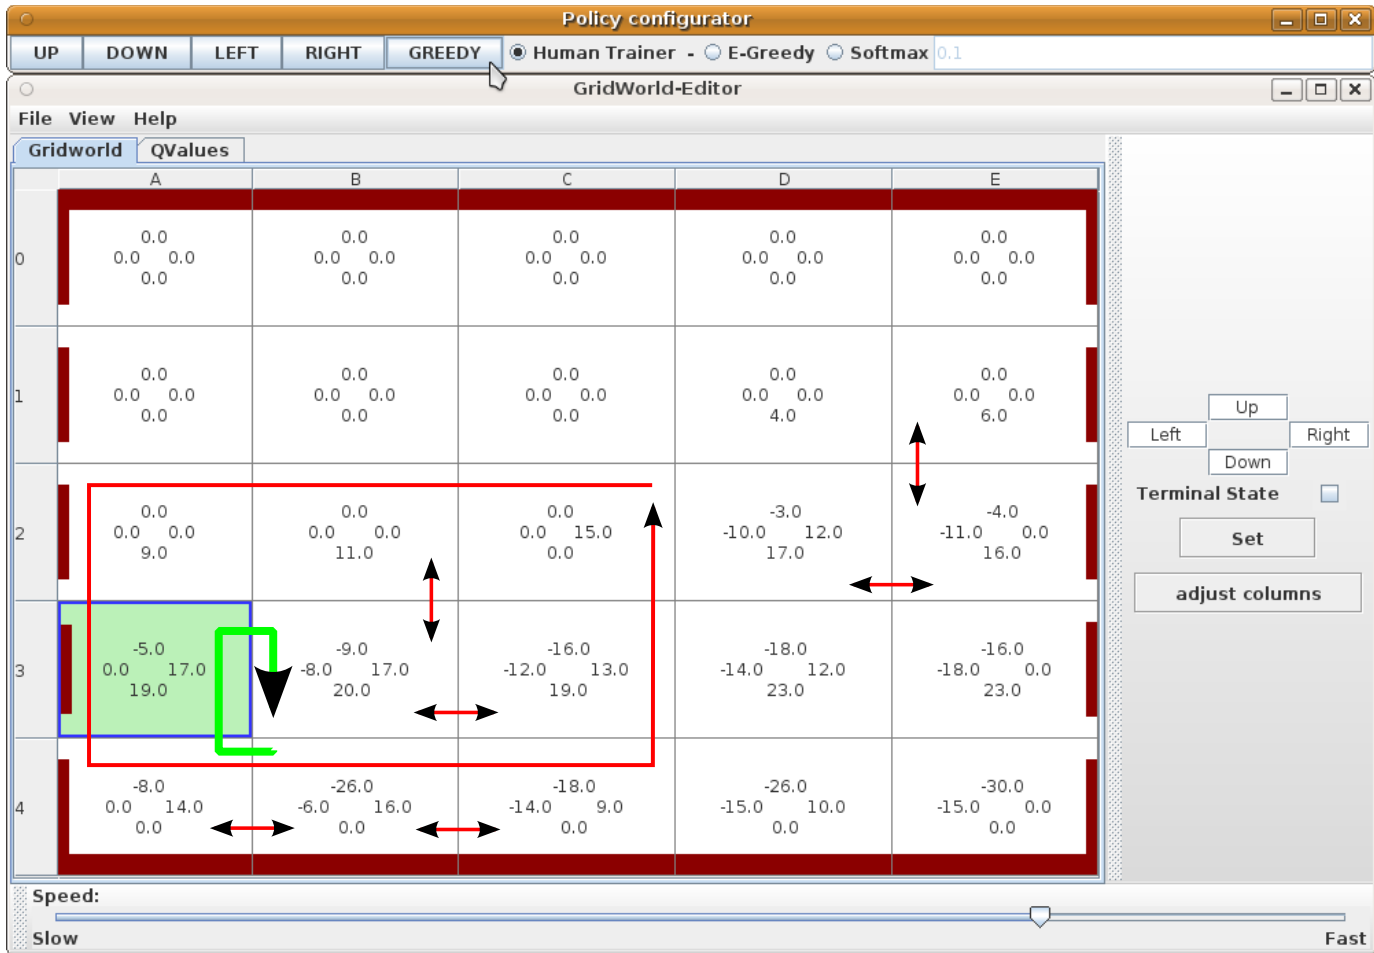 Policy configurator
UP DOWN LEFT RIGHT GREEDY Human Trainer - E-Greedy Softmax 0.1
GridWorld-Editor
File View Help
Gridworld QValues
A B C D E
0.0 0.0 0.0 0.0 0.0
0 0.0 0.0 0.0 0.0 0.0 0.0 0.0 0.0 0.0 0.0
0.0 0.0 0.0 0.0 0.0
0.0 0.0 0.0 0.0 0.0
1 0.0 0.0 0.0 0.0 0.0 0.0 0.0 0.0 0.0 0.0
0.0 0.0 0.0 4.0 6.0
0.0 0.0 0.0 -3.0 -4.0
2 0.0 0.0 0.0 0.0 0.0 15.0 -10.0 12.0 -11.0 0.0
9.0 11.0 0.0 17.0 16.0
-5.0 -9.0 -16.0 -18.0 -16.0
3 0.0 17.0 -8.0 17.0 -12.0 13.0 -14.0 12.0 -18.0 0.0
19.0 20.0 19.0 23.0 23.0
-8.0 -26.0 -18.0 -26.0 -30.0
4 0.0 14.0 -6.0 16.0 -14.0 9.0 -15.0 10.0 -15.0 0.0
0.0 0.0 0.0 0.0 0.0
Up
Left Right
Down
Terminal State
Set
adjust columns
Speed:
Slow Fast